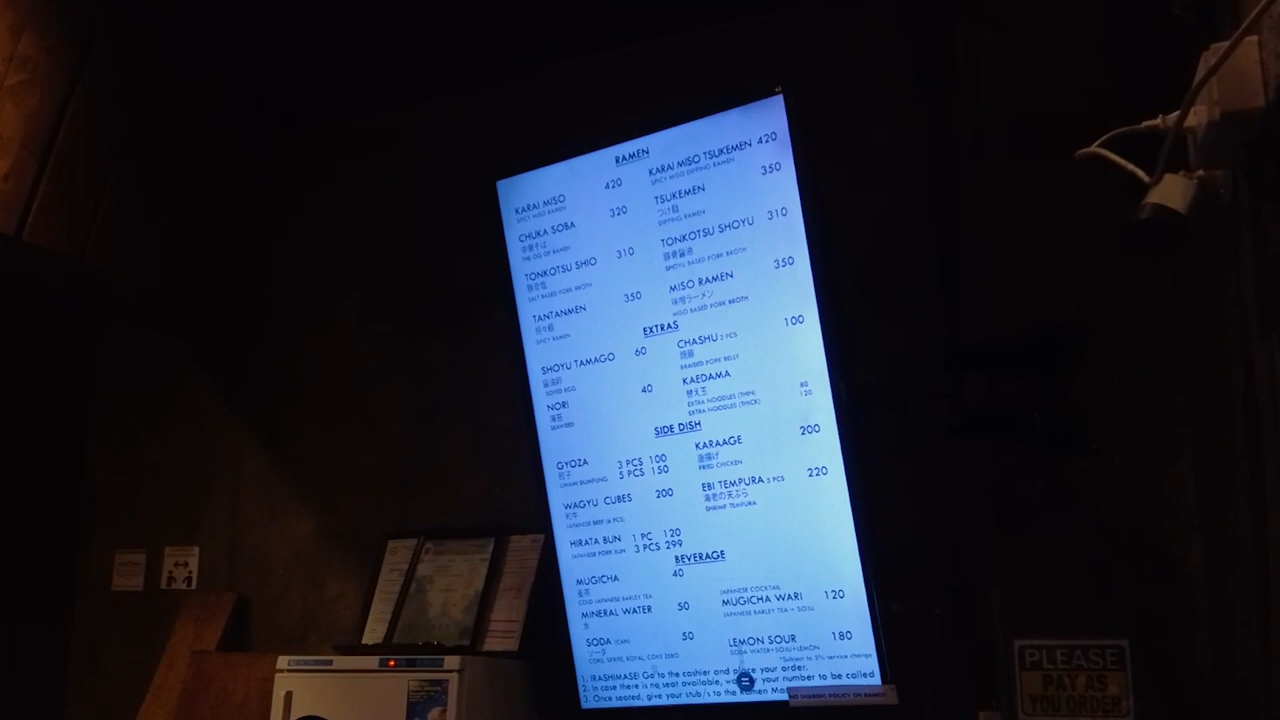 RAMEN
KARAI MISO 420
SPICY MISO RAMEN
CHUKA SOBA 320
中華そば
THE OG OF RAMEN
TONKOTSU SHIO 310
豚骨塩
SALT BASED PORK BROTH
TANTANMEN 350
担々麺
SPICY RAMEN
KARAI MISO TSUKEMEN 420
SPICY MISO DIPPING RAMEN
TSUKEMEN 350
つけ麺
DIPPING RAMEN
TONKOTSU SHOYU 310
豚骨醤油
SHOYU BASED PORK BROTH
MISO RAMEN 350
味噌ラーメン
MISO BASED PORK BROTH
EXTRAS
SHOYU TAMAGO 60
SOYED EGG
NORI 40
海苔
SEAWEED
CHASHU 2 PCS 100
BRAISED PORK BELLY
KAEDAMA
替え玉
EXTRA NOODLES (THIN) 80
EXTRA NOODLES (THICK) 120
SIDE DISH
GYOZA 3 PCS 100
餃子 5 PCS 150
UMAMI DUMPLING
WAGYU CUBES 200
和牛
JAPANESE BEEF (6 PCS)
HIRATA BUN 1 PC 120
JAPANESE PORK BUN 3 PCS 299
KARAAGE 200
唐揚げ
FRIED CHICKEN
EBI TEMPURA 5 PCS 220
海老の天ぷら
SHRIMP TEMPURA
BEVERAGE
MUGICHA 40
麦茶
COLD JAPANESE BARLEY TEA
MINERAL WATER 50
水
SODA (CAN) 50
ソーダ
COKE, SPRITE, ROYAL, COKE ZERO
JAPANESE COCKTAIL
MUGICHA WARI 120
JAPANESE BARLEY TEA + SOJU
LEMON SOUR 180
SODA WATER+SOJU+LEMON
*Subject to 5% service charge
1. IRASHIMASE! Go to the cashier and place your order.
2. In case there is no seat available, your number to be called
3. Once seated, give your stub/s to the Ramen
NO SHARING POLICY ON RAMEN
PLEASE
PAY AS
YOU ORDER